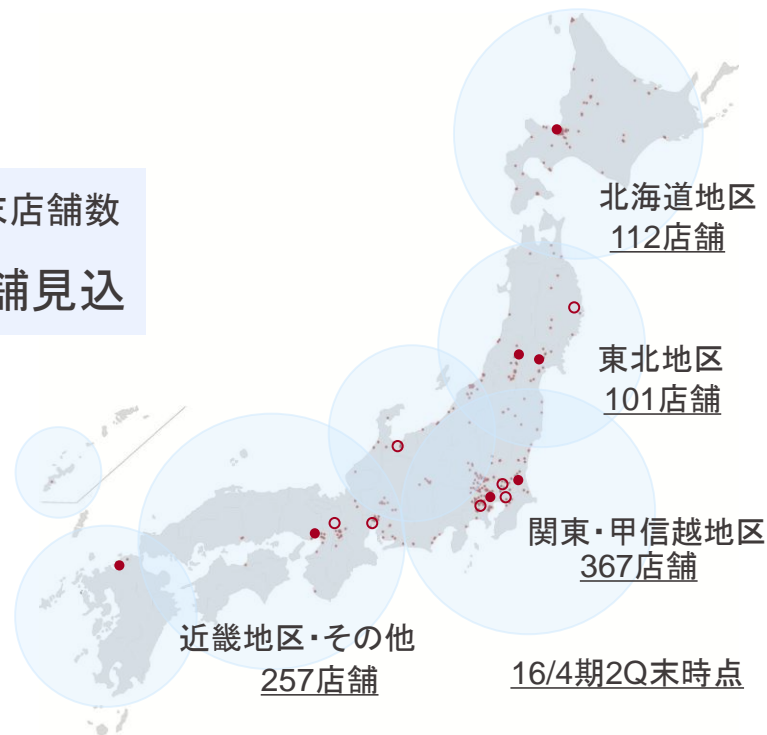 末店舗数
舗見込
北海道地区
112店舗
東北地区
101店舗
関東・甲信越地区
367店舗
近畿地区・その他
257店舗
16/4期2Q末時点